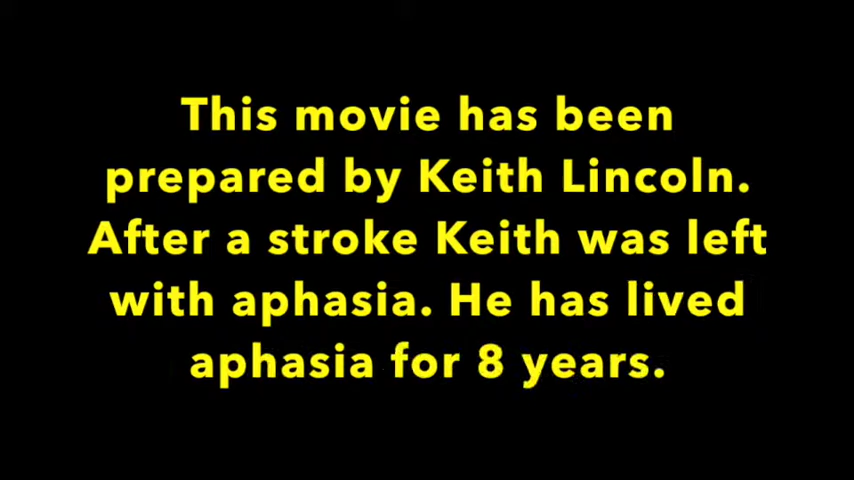 This movie has been
prepared by Keith Lincoln.
After a stroke Keith was left
with aphasia. He has lived
aphasia for 8 years.